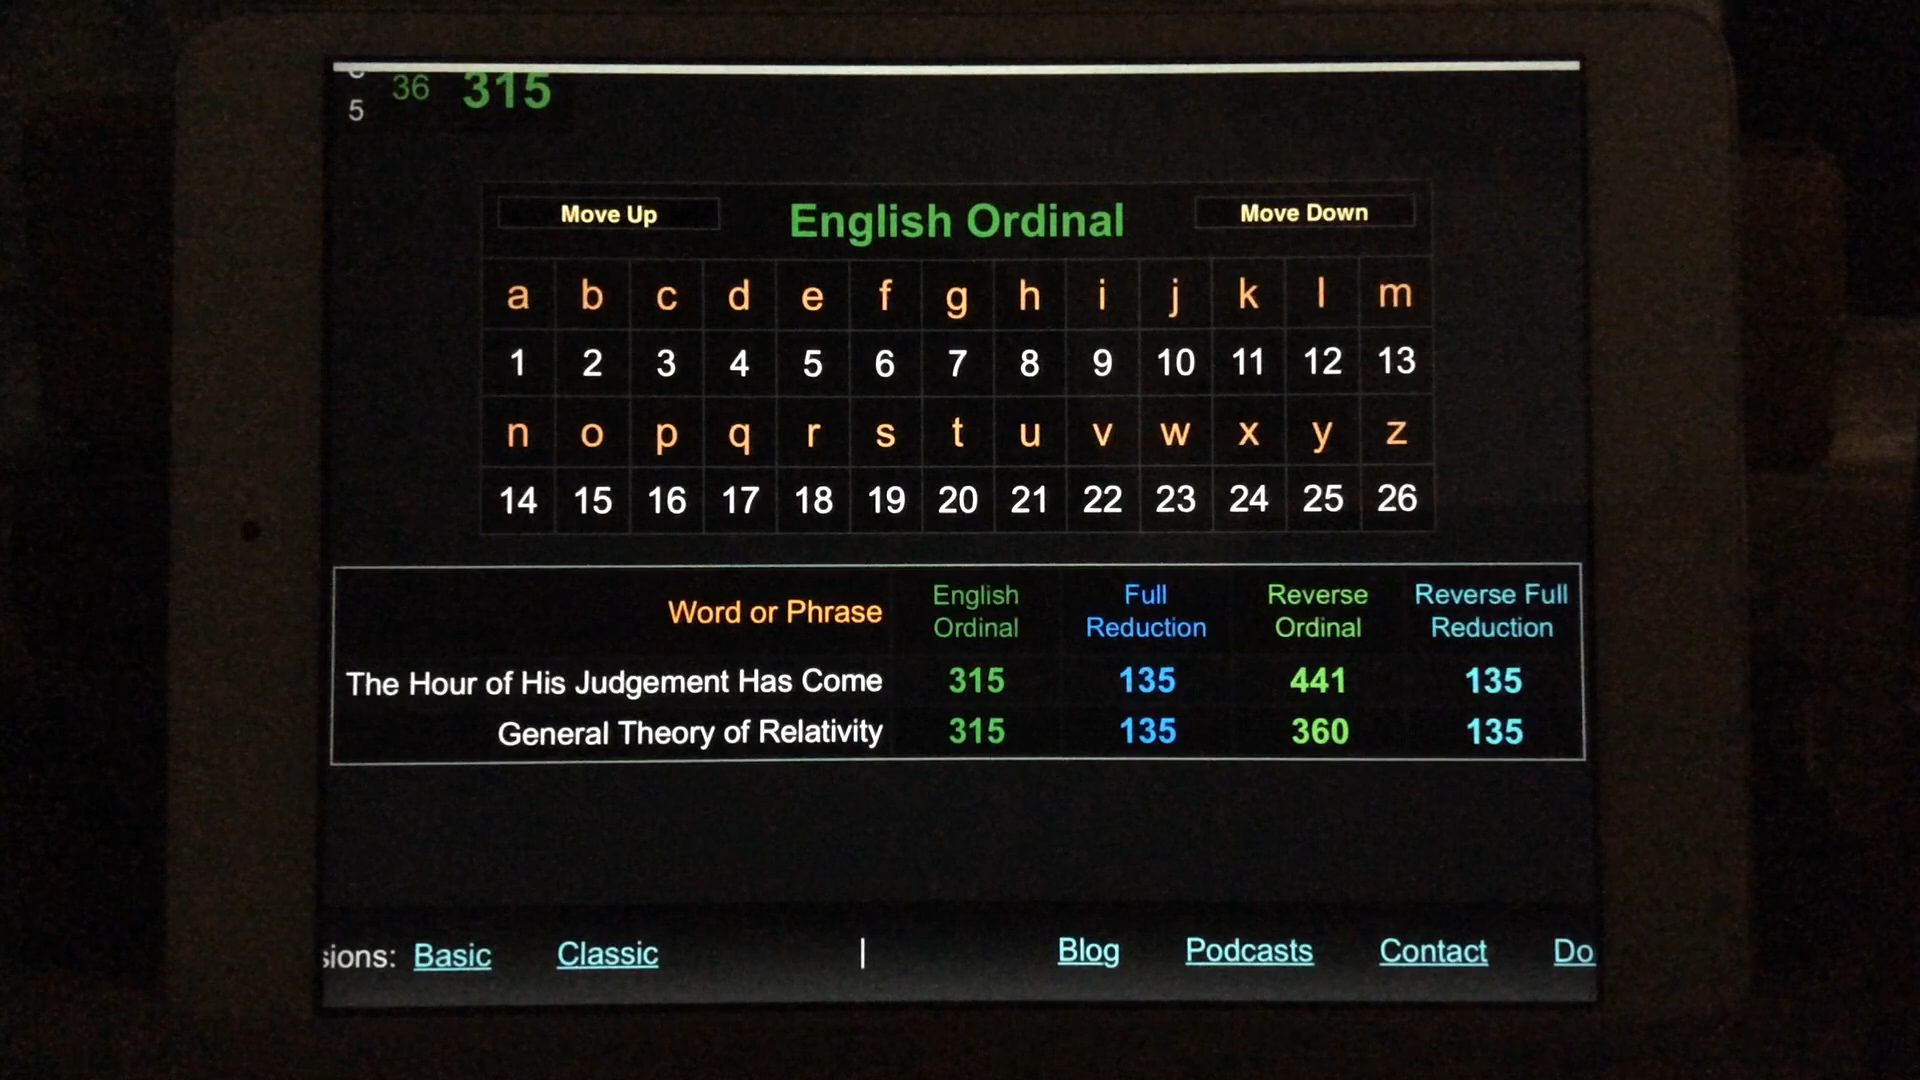 36 315
5
Move Up English Ordinal Move Down
a b c d e f g h i j k l m
1 2 3 4 5 6 7 8 9 10 11 12 13
n o p q r s t u v w x y z
14 15 16 17 18 19 20 21 22 23 24 25 26
Word or Phrase English Ordinal Full Reduction Reverse Ordinal Reverse Full Reduction
The Hour of His Judgement Has Come 315 135 441 135
General Theory of Relativity 315 135 360 135
sions: Basic Classic | Blog Podcasts Contact Do